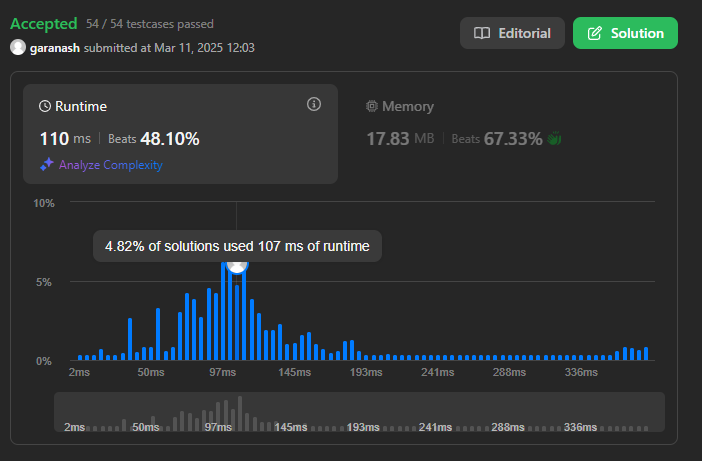 Accepted 54 / 54 testcases passed
garanash submitted at Mar 11, 2025 12:03
Editorial
Solution
Runtime
110 ms | Beats 48.10%
Analyze Complexity
Memory
17.83 MB | Beats 67.33%
10%
4.82% of solutions used 107 ms of runtime
5%
0%
2ms 50ms 97ms 145ms 193ms 241ms 288ms 336ms
2ms 50ms 97ms 145ms 193ms 241ms 288ms 336ms